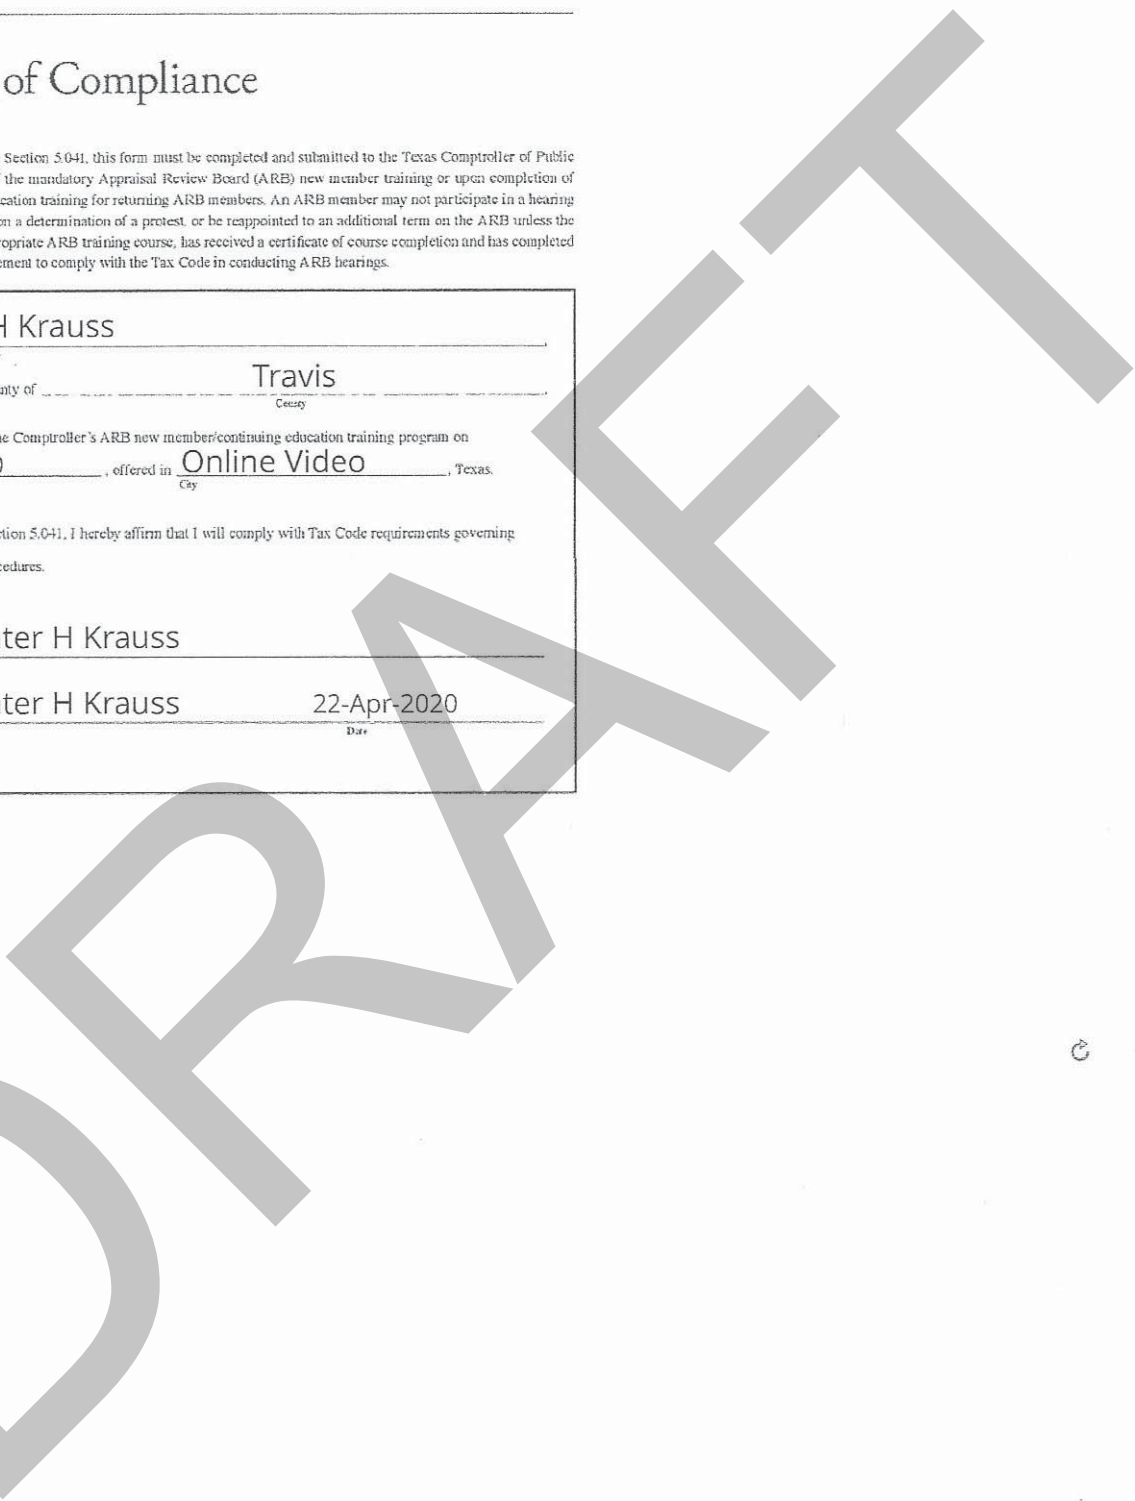 of Compliance
Section 5.041, this form must be completed and submitted to the Texas Comptroller of Public
the mandatory Appraisal Review Board (ARB) new member training or upon completion of
cation training for returning ARB members. An ARB member may not participate in a hearing
on a determination of a protest, or be reappointed to an additional term on the ARB unless the
opriate ARB training course, has received a certificate of course completion and has completed
ement to comply with the Tax Code in conducting ARB hearings.
H Krauss
nty of Travis
County
e Comptroller's ARB new member/continuing education training program on
, offered in Online Video, Texas.
City
tion 5.041, I hereby affirm that I will comply with Tax Code requirements governing
cedures.
ter H Krauss
ter H Krauss 22-Apr-2020
Date
DRAFT